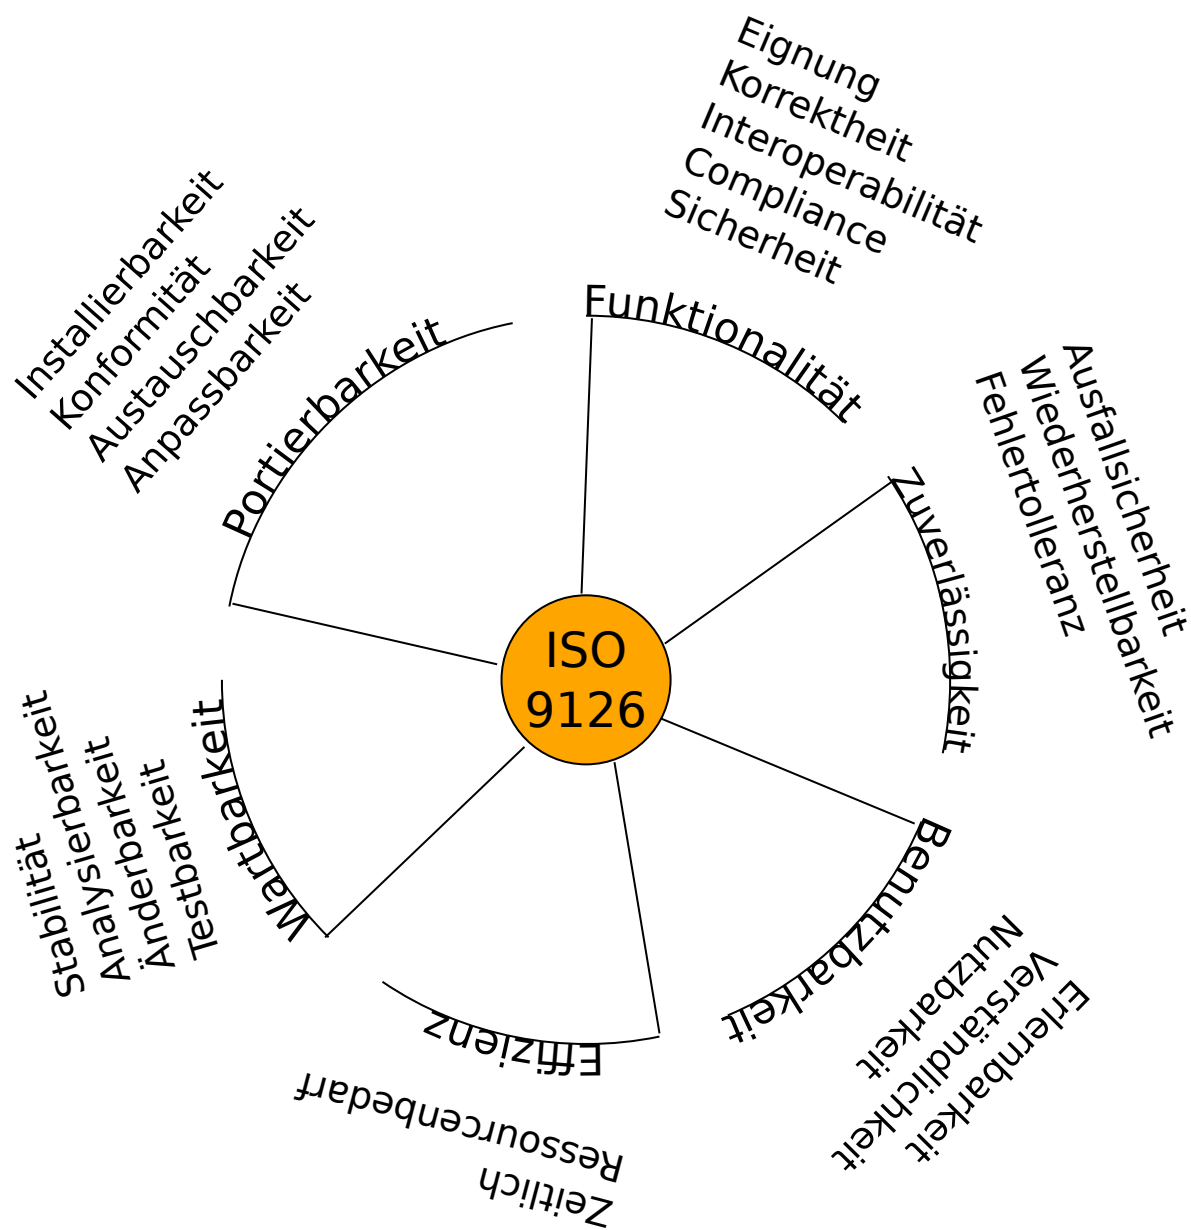 ISO
9126
Funktionalität
Eignung
Korrektheit
Interoperabilität
Compliance
Sicherheit
Zuverlässigkeit
Ausfallsicherheit
Wiederherstellbarkeit
Fehlertolleranz
Benutzbarkeit
Nutzbarkeit
Verständlichkeit
Erlernbarkeit
Effizienz
Zeitlich
Ressourcenbedarf
Wartbarkeit
Stabilität
Analysierbarkeit
Änderbarkeit
Testbarkeit
Portierbarkeit
Installierbarkeit
Konformität
Austauschbarkeit
Anpassbarkeit